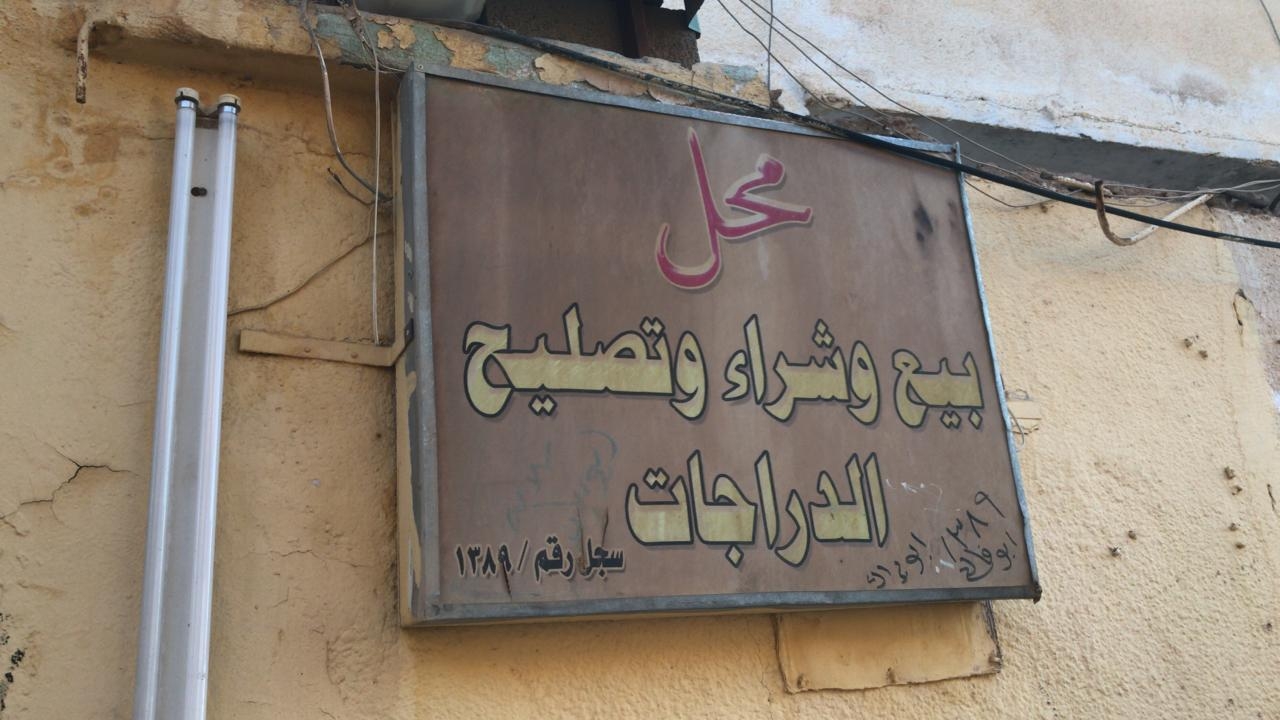 محل
بيع وشراء وتصليح
الدراجات
سجل رقم / ١٣٨٩